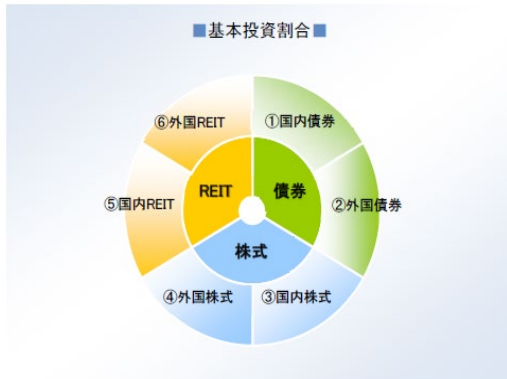 ■基本投資割合■
⑥外国REIT
①国内債券
REIT
債券
⑤国内REIT
②外国債券
株式
④外国株式
③国内株式